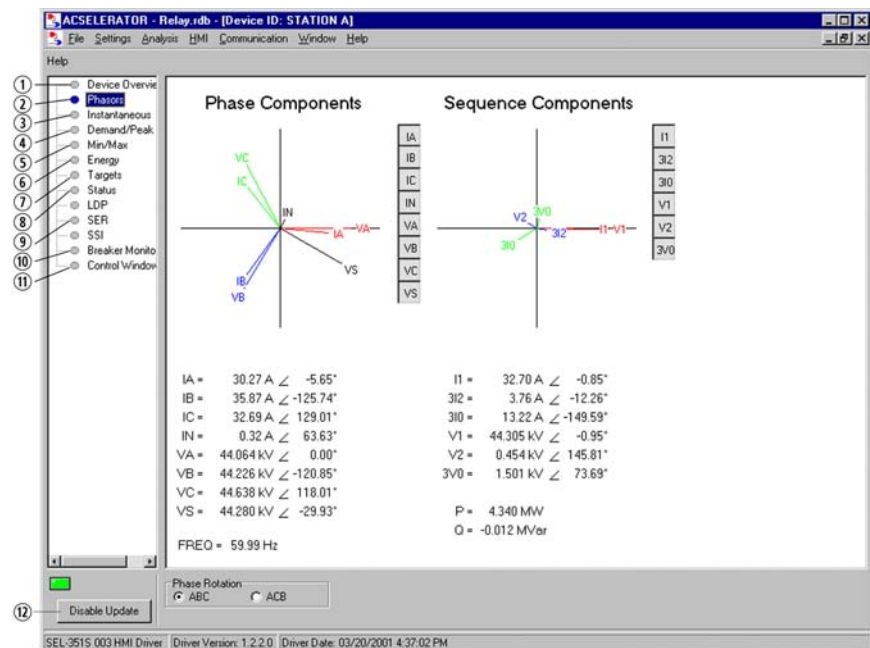 ACSELERATOR - Relay.rdb - [Device ID: STATION A]
File Settings Analysis HMI Communication Window Help
Help
1 Device Overvie
2 Phasors
3 Instantaneous
4 Demand/Peak
5 Min/Max
6 Energy
7 Targets
8 Status
LDP
9 SER
SSI
10 Breaker Monito
11 Control Window
12 Disable Update
Phase Components
VC
IC
IN
IA
VA
VS
IB
VB
IA
IB
IC
IN
VA
VB
VC
VS
IA = 30.27 A ∠ -5.65°
IB = 35.87 A ∠ -125.74°
IC = 32.69 A ∠ 129.01°
IN = 0.32 A ∠ 63.63°
VA = 44.064 kV ∠ 0.00°
VB = 44.226 kV ∠ -120.85°
VC = 44.638 kV ∠ 118.01°
VS = 44.280 kV ∠ -29.93°
FREQ = 59.99 Hz
Sequence Components
V2
3V0
3I0
3I2
I1
V1
I1
3I2
3I0
V1
V2
3V0
I1 = 32.70 A ∠ -0.85°
3I2 = 3.76 A ∠ -12.26°
3I0 = 13.22 A ∠ -149.59°
V1 = 44.305 kV ∠ -0.95°
V2 = 0.454 kV ∠ 145.81°
3V0 = 1.501 kV ∠ 73.69°
P = 4.340 MW
Q = -0.012 MVar
Phase Rotation
ABC ACB
SEL-351S 003 HMI Driver Driver Version: 1.2.2.0 Driver Date: 03/20/2001 4:37:02 PM